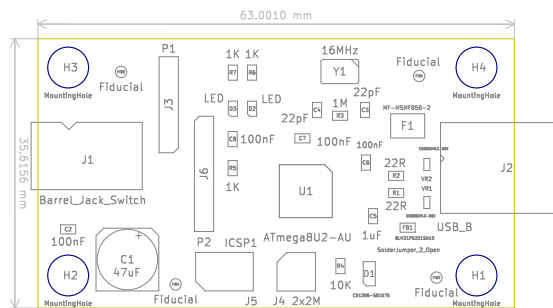 63.0010 mm
35.6156 mm
H3
MountingHole
Fiducial
P1
J3
1K 1K
R7 R6
LED
D3 D2
LED
16MHz
Y1
Fiducial
H4
MountingHole
22pF
C4
1M
R3
22pF
C3
MF-MSMF050-2
F1
J1
Barrel_Jack_Switch
J6
C8
100nF
C7
100nF
100nF
C6
R5
1K
U1
22R
R2
R1
22R
VR2
VR1
J2
USB_B
C5
1uF
FB1
BLM21PG221SN1D
SolderJumper_2_Open
C2
100nF
C1
47uF
P2
ICSP1
ATmega8U2-AU
H2
MountingHole
Fiducial
J5
J4
2x2M
R4
10K
D1
Fiducial
H1
MountingHole